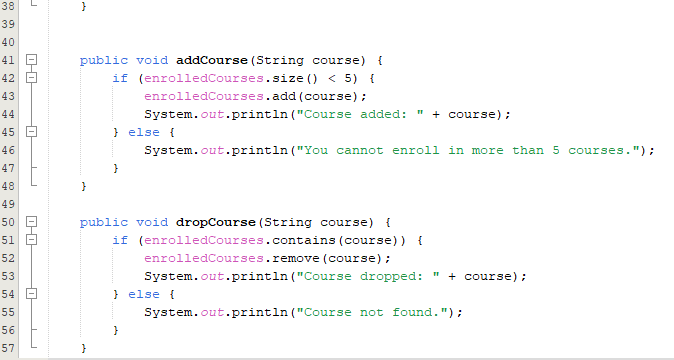 38 }
39
40
41 public void addCourse(String course) {
42 if (enrolledCourses.size() < 5) {
43 enrolledCourses.add(course);
44 System.out.println("Course added: " + course);
45 } else {
46 System.out.println("You cannot enroll in more than 5 courses.");
47 }
48 }
49
50 public void dropCourse(String course) {
51 if (enrolledCourses.contains(course)) {
52 enrolledCourses.remove(course);
53 System.out.println("Course dropped: " + course);
54 } else {
55 System.out.println("Course not found.");
56 }
57 }